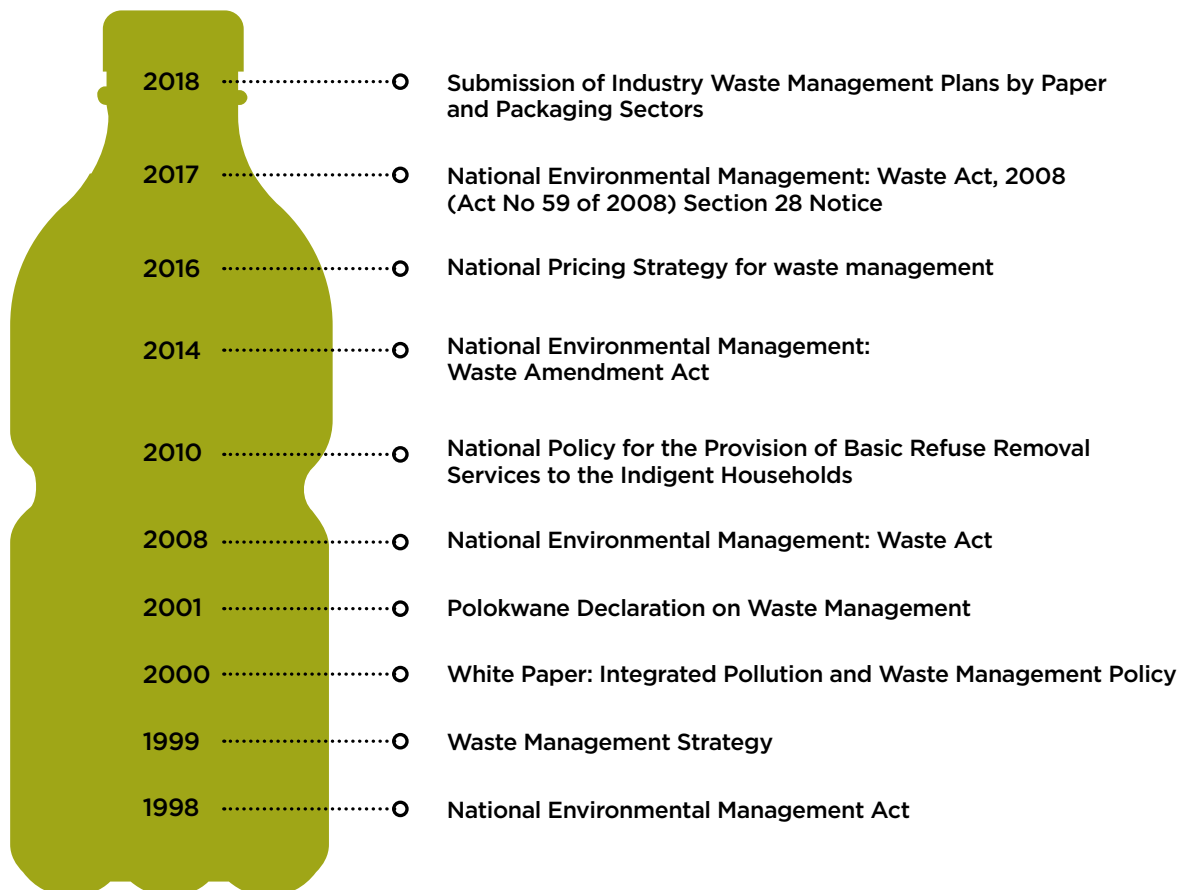 2018
Submission of Industry Waste Management Plans by Paper
and Packaging Sectors
2017
National Environmental Management: Waste Act, 2008
(Act No 59 of 2008) Section 28 Notice
2016
National Pricing Strategy for waste management
2014
National Environmental Management:
Waste Amendment Act
2010
National Policy for the Provision of Basic Refuse Removal
Services to the Indigent Households
2008
National Environmental Management: Waste Act
2001
Polokwane Declaration on Waste Management
2000
White Paper: Integrated Pollution and Waste Management Policy
1999
Waste Management Strategy
1998
National Environmental Management Act